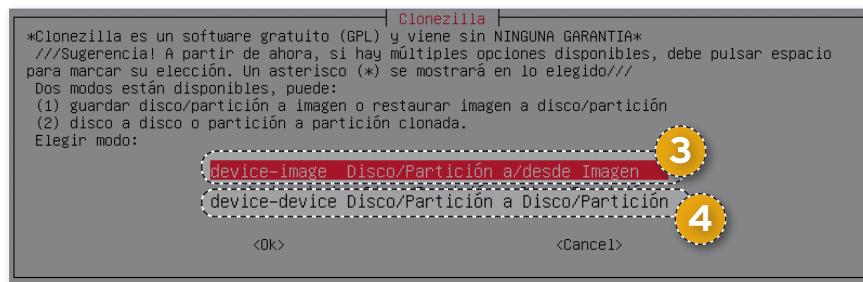 Clonezilla
*Clonezilla es un software gratuito (GPL) y viene sin NINGUNA GARANTIA*
///Sugerencia! A partir de ahora, si hay múltiples opciones disponibles, debe pulsar espacio
para marcar su elección. Un asterisco (*) se mostrará en lo elegido///
Dos modos están disponibles, puede:
(1) guardar disco/partición a imagen o restaurar imagen a disco/partición
(2) disco a disco o partición a partición clonada.
Elegir modo:
3
device-image Disco/Partición a/desde Imagen
device-device Disco/Partición a Disco/Partición
4
<Ok> <Cancel>